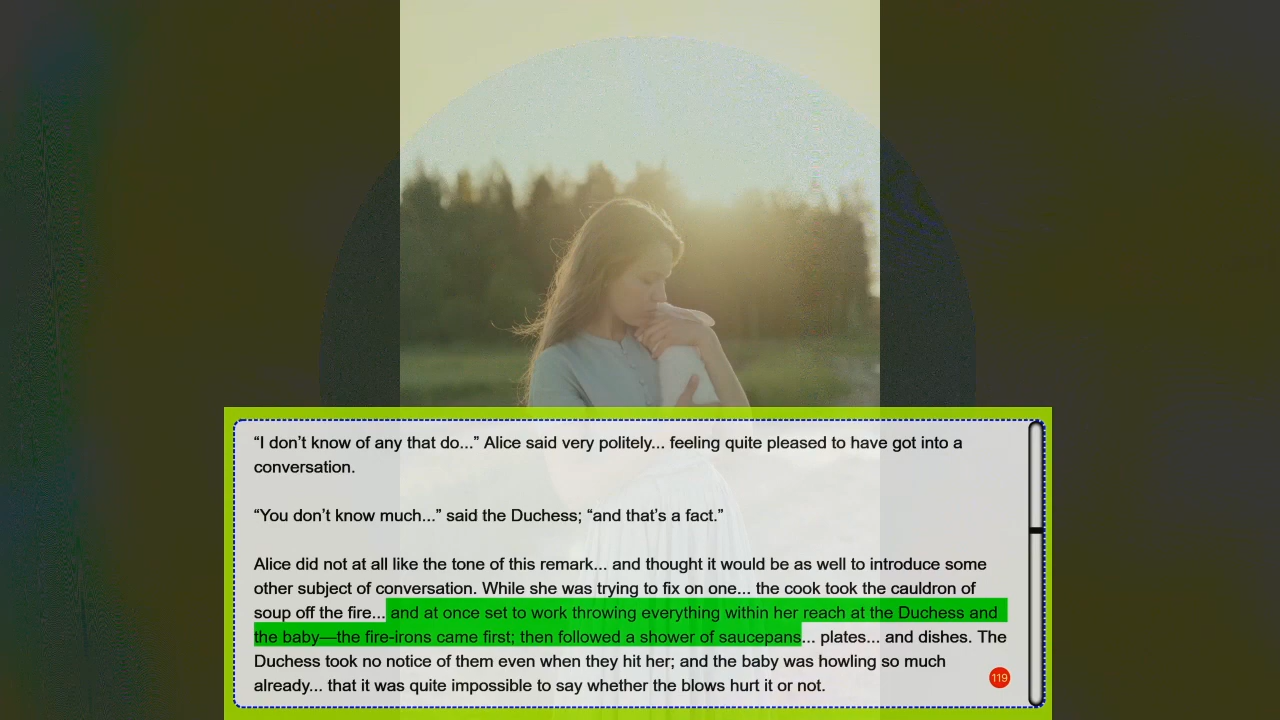 “I don’t know of any that do...” Alice said very politely... feeling quite pleased to have got into a
conversation.
“You don’t know much...” said the Duchess; “and that’s a fact.”
Alice did not at all like the tone of this remark... and thought it would be as well to introduce some
other subject of conversation. While she was trying to fix on one... the cook took the cauldron of
soup off the fire... and at once set to work throwing everything within her reach at the Duchess and
the baby—the fire-irons came first; then followed a shower of saucepans... plates... and dishes. The
Duchess took no notice of them even when they hit her; and the baby was howling so much
already... that it was quite impossible to say whether the blows hurt it or not.
119